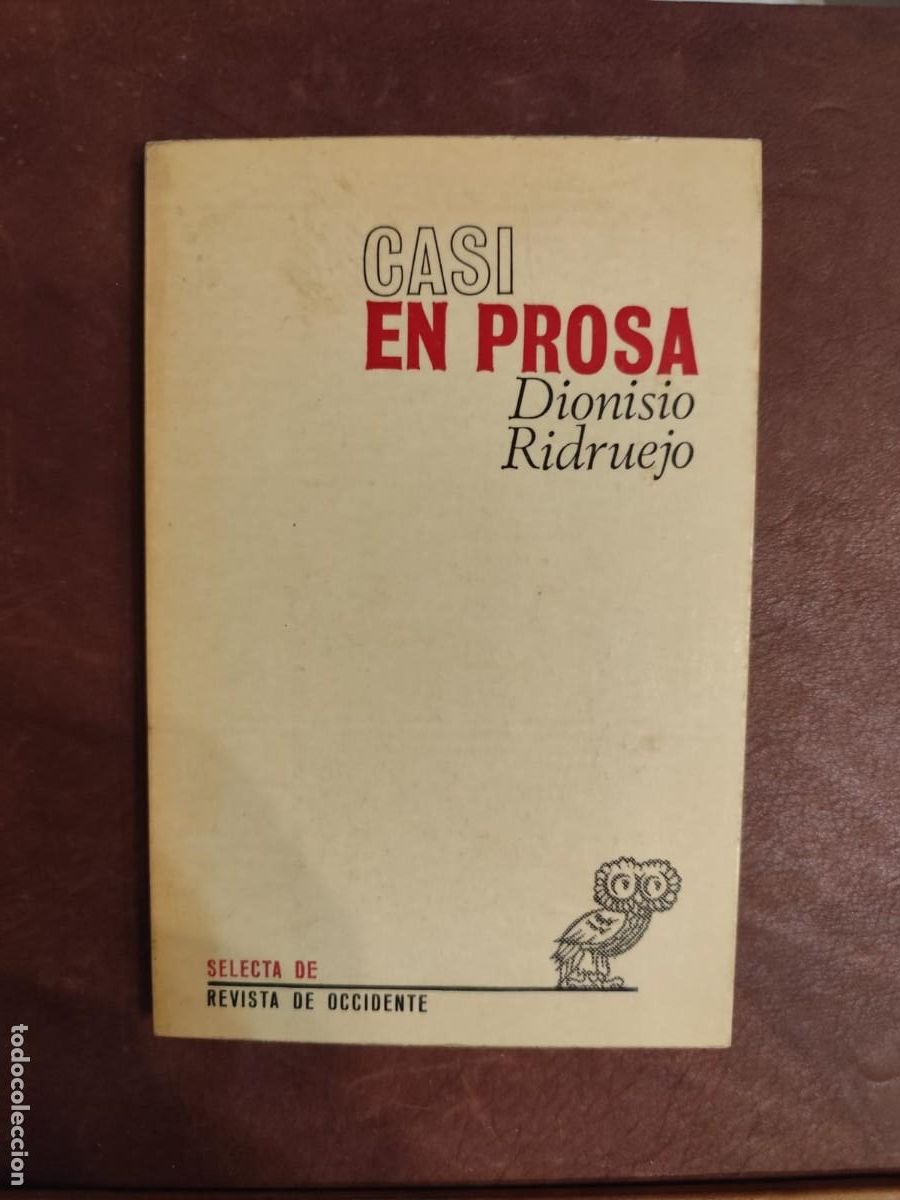 CASI
EN PROSA
Dionisio
Ridruejo
SELECTA DE
REVISTA DE OCCIDENTE
todocoleccion